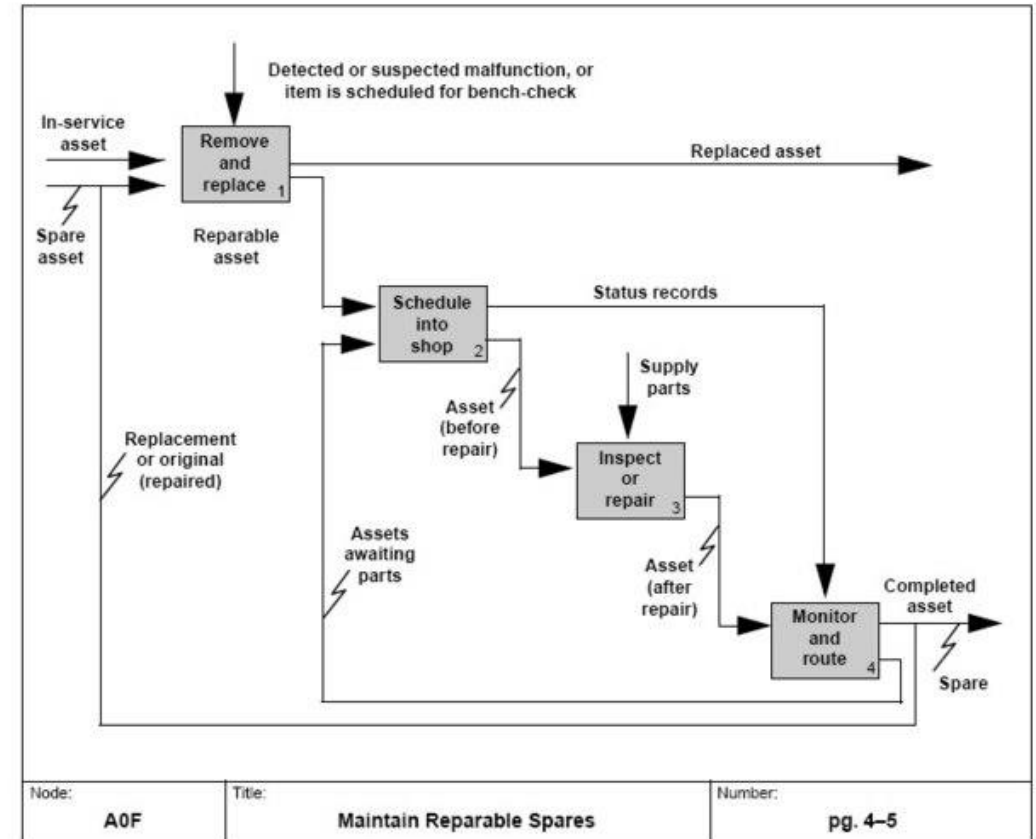 Detected or suspected malfunction, or
item is scheduled for bench-check
In-service
asset
Remove
and
replace
1
Replaced asset
Spare
asset
Reparable
asset
Schedule
into
shop
2
Status records
Supply
parts
Asset
(before
repair)
Replacement
or original
(repaired)
Inspect
or
repair
3
Assets
awaiting
parts
Asset
(after
repair)
Completed
asset
Monitor
and
route
4
Spare
Node:
A0F
Title:
Maintain Reparable Spares
Number:
pg. 4–5